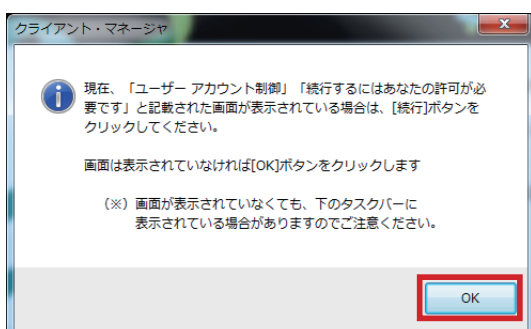 クライアント・マネージャ
現在、「ユーザー アカウント制御」「続行するにはあなたの許可が必
要です」と記載された画面が表示されている場合は、[続行]ボタンを
クリックしてください。
画面は表示されていなければ[OK]ボタンをクリックします
（※）画面が表示されていなくても、下のタスクバーに
表示されている場合がありますのでご注意ください。
OK